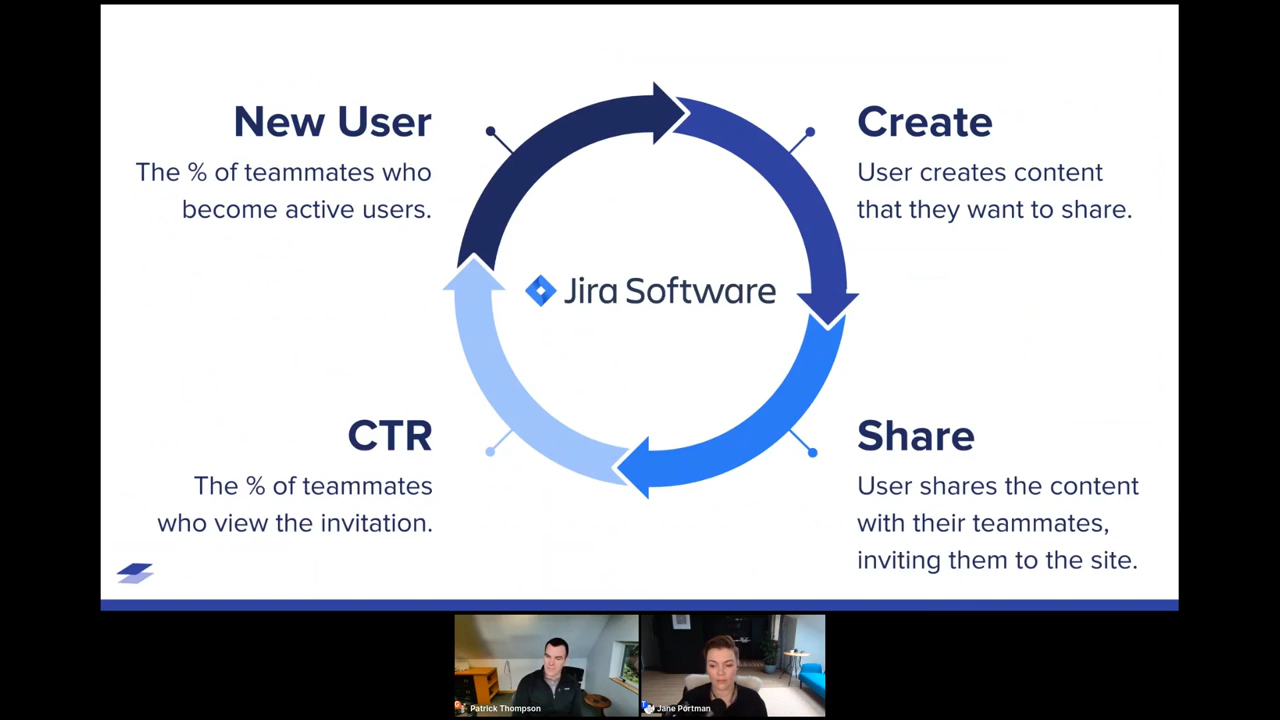 New User
The % of teammates who
become active users.
Create
User creates content
that they want to share.
Jira Software
CTR
The % of teammates
who view the invitation.
Share
User shares the content
with their teammates,
inviting them to the site.
Patrick Thompson
Jane Portman